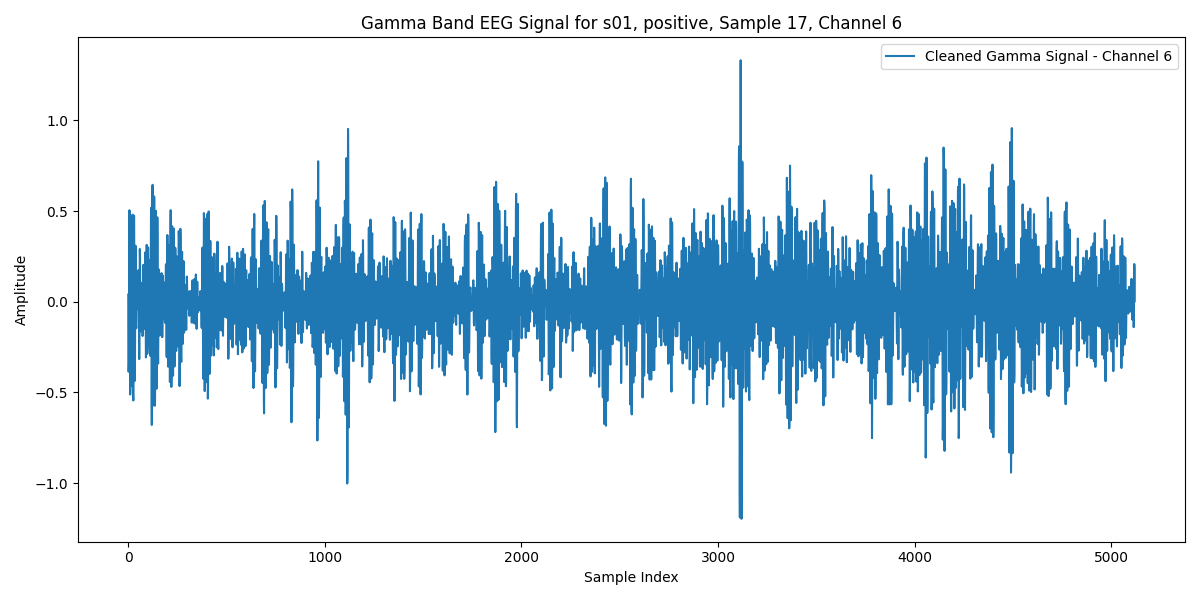 Gamma Band EEG Signal for s01, positive, Sample 17, Channel 6
Cleaned Gamma Signal - Channel 6
Amplitude
1.0
0.5
0.0
−0.5
−1.0
0 1000 2000 3000 4000 5000
Sample Index